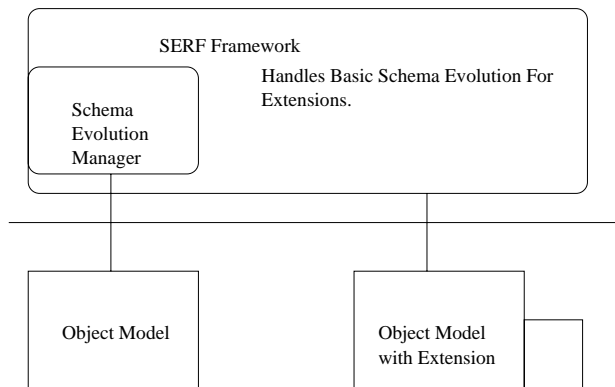 SERF Framework
Handles Basic Schema Evolution For
Extensions.
Schema
Evolution
Manager
Object Model
Object Model
with Extension